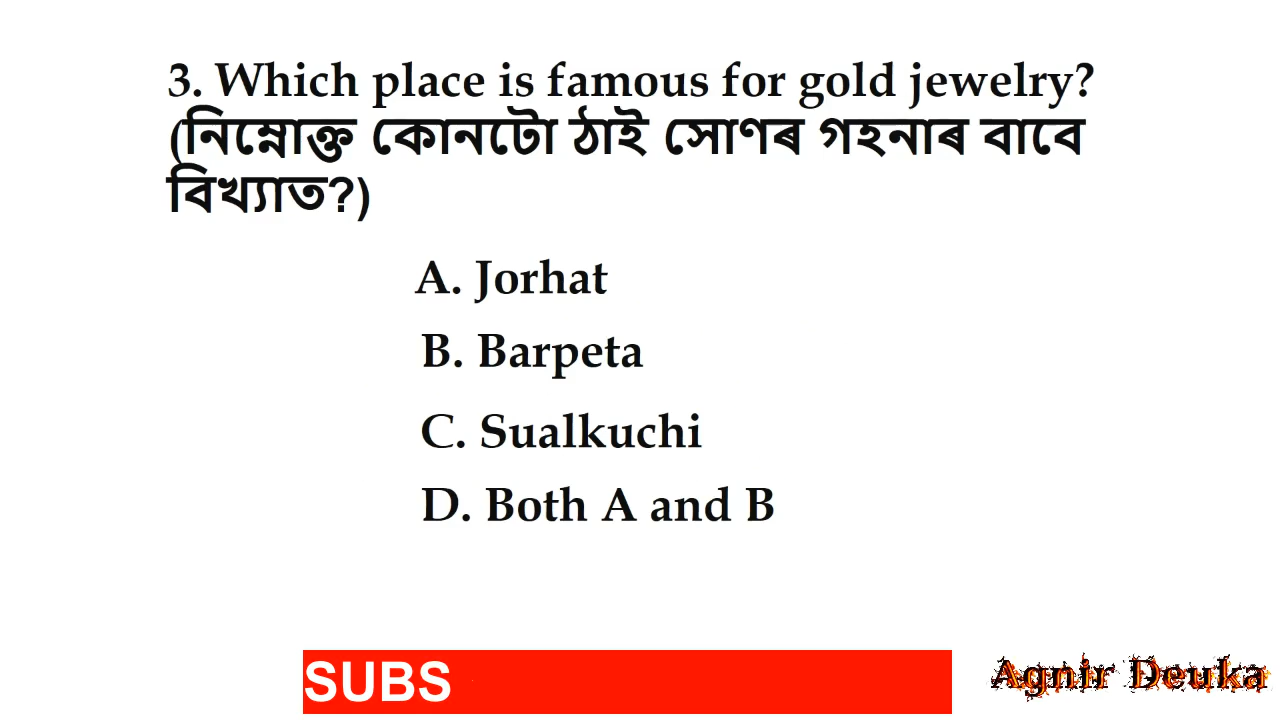 3. Which place is famous for gold jewelry?
(নিম্নোক্ত কোনটো ঠাই সোণৰ গহনাৰ বাবে
বিখ্যাত?)
A. Jorhat
B. Barpeta
C. Sualkuchi
D. Both A and B
SUBS
Agnir Deuka